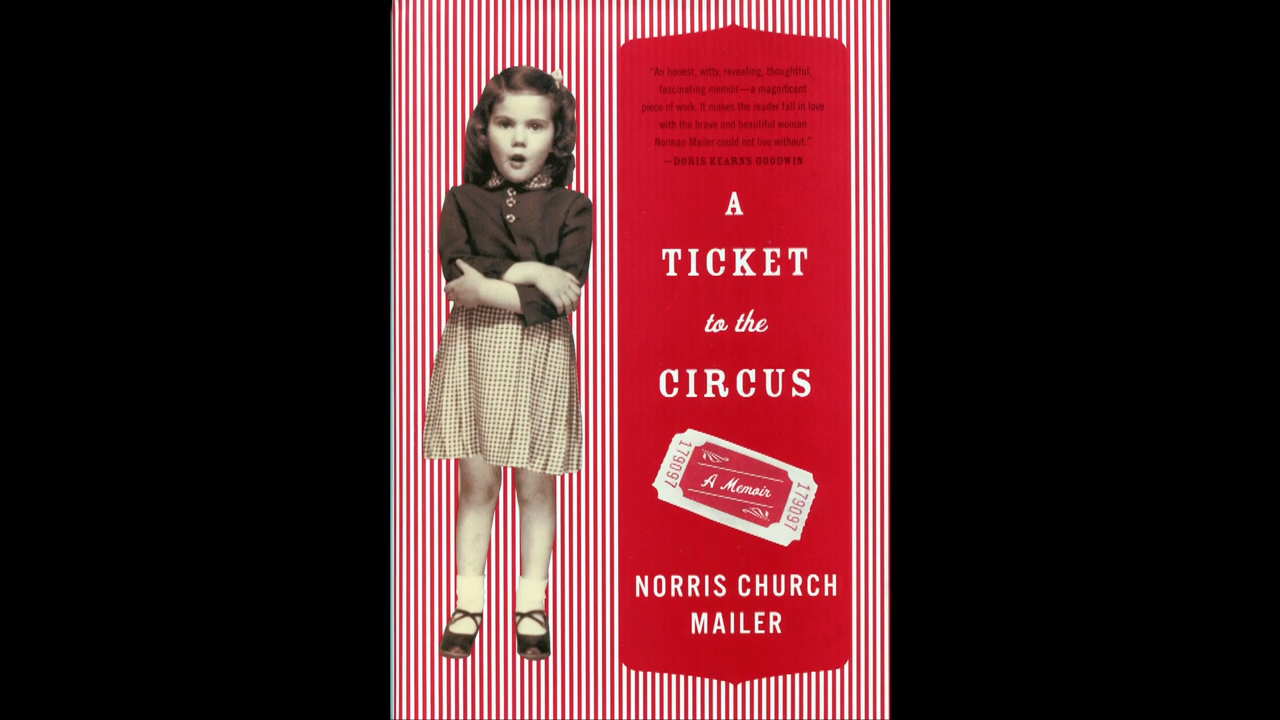 "An honest, witty, revealing, thoughtful,
fascinating memoir—a magnificent
piece of work. It makes the reader fall in love
with the brave and beautiful woman
Norman Mailer could not live without."
—DORIS KEARNS GOODWIN
A
TICKET
to the
CIRCUS
179097
A Memoir
179097
NORRIS CHURCH
MAILER